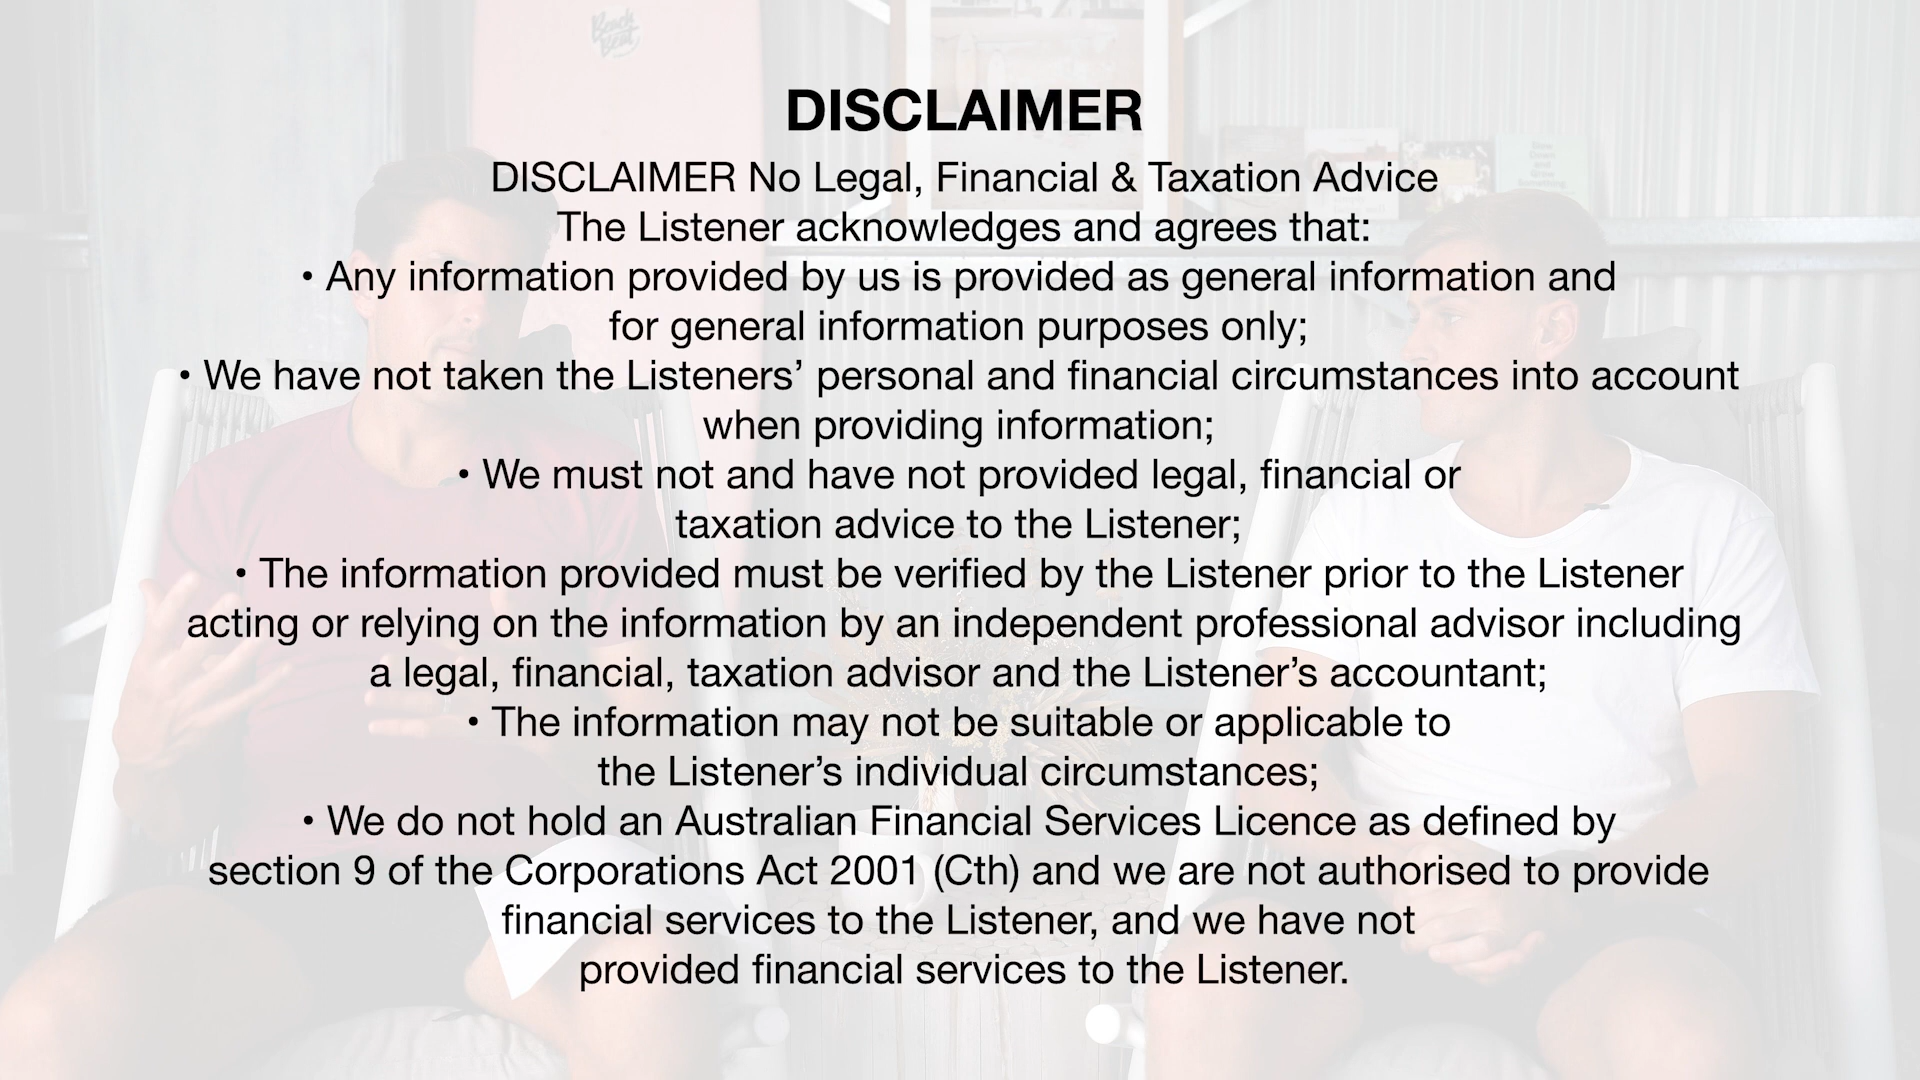 Beach
Beat
DISCLAIMER
DISCLAIMER No Legal, Financial & Taxation Advice
The Listener acknowledges and agrees that:
• Any information provided by us is provided as general information and
for general information purposes only;
• We have not taken the Listeners’ personal and financial circumstances into account
when providing information;
• We must not and have not provided legal, financial or
taxation advice to the Listener;
• The information provided must be verified by the Listener prior to the Listener
acting or relying on the information by an independent professional advisor including
a legal, financial, taxation advisor and the Listener’s accountant;
• The information may not be suitable or applicable to
the Listener’s individual circumstances;
• We do not hold an Australian Financial Services Licence as defined by
section 9 of the Corporations Act 2001 (Cth) and we are not authorised to provide
financial services to the Listener, and we have not
provided financial services to the Listener.